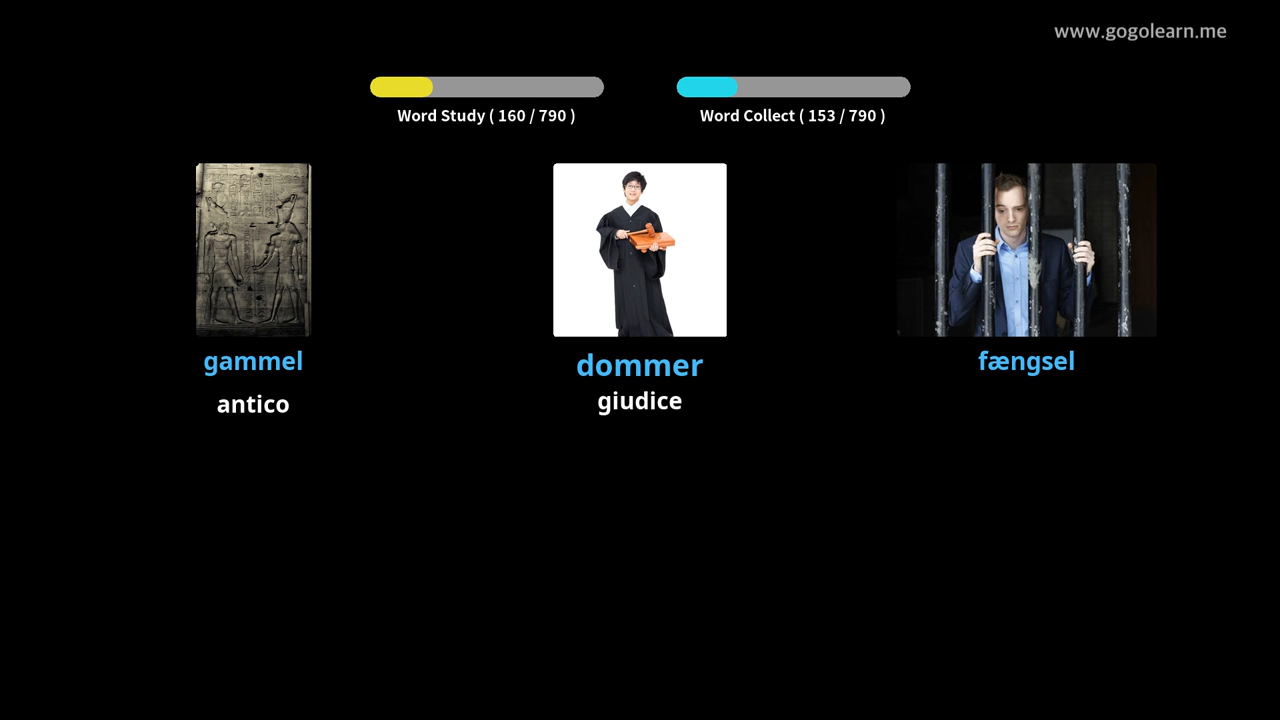 www.gogolearn.me
Word Study ( 160 / 790 )
Word Collect ( 153 / 790 )
gammel
dommer
fængsel
antico
giudice